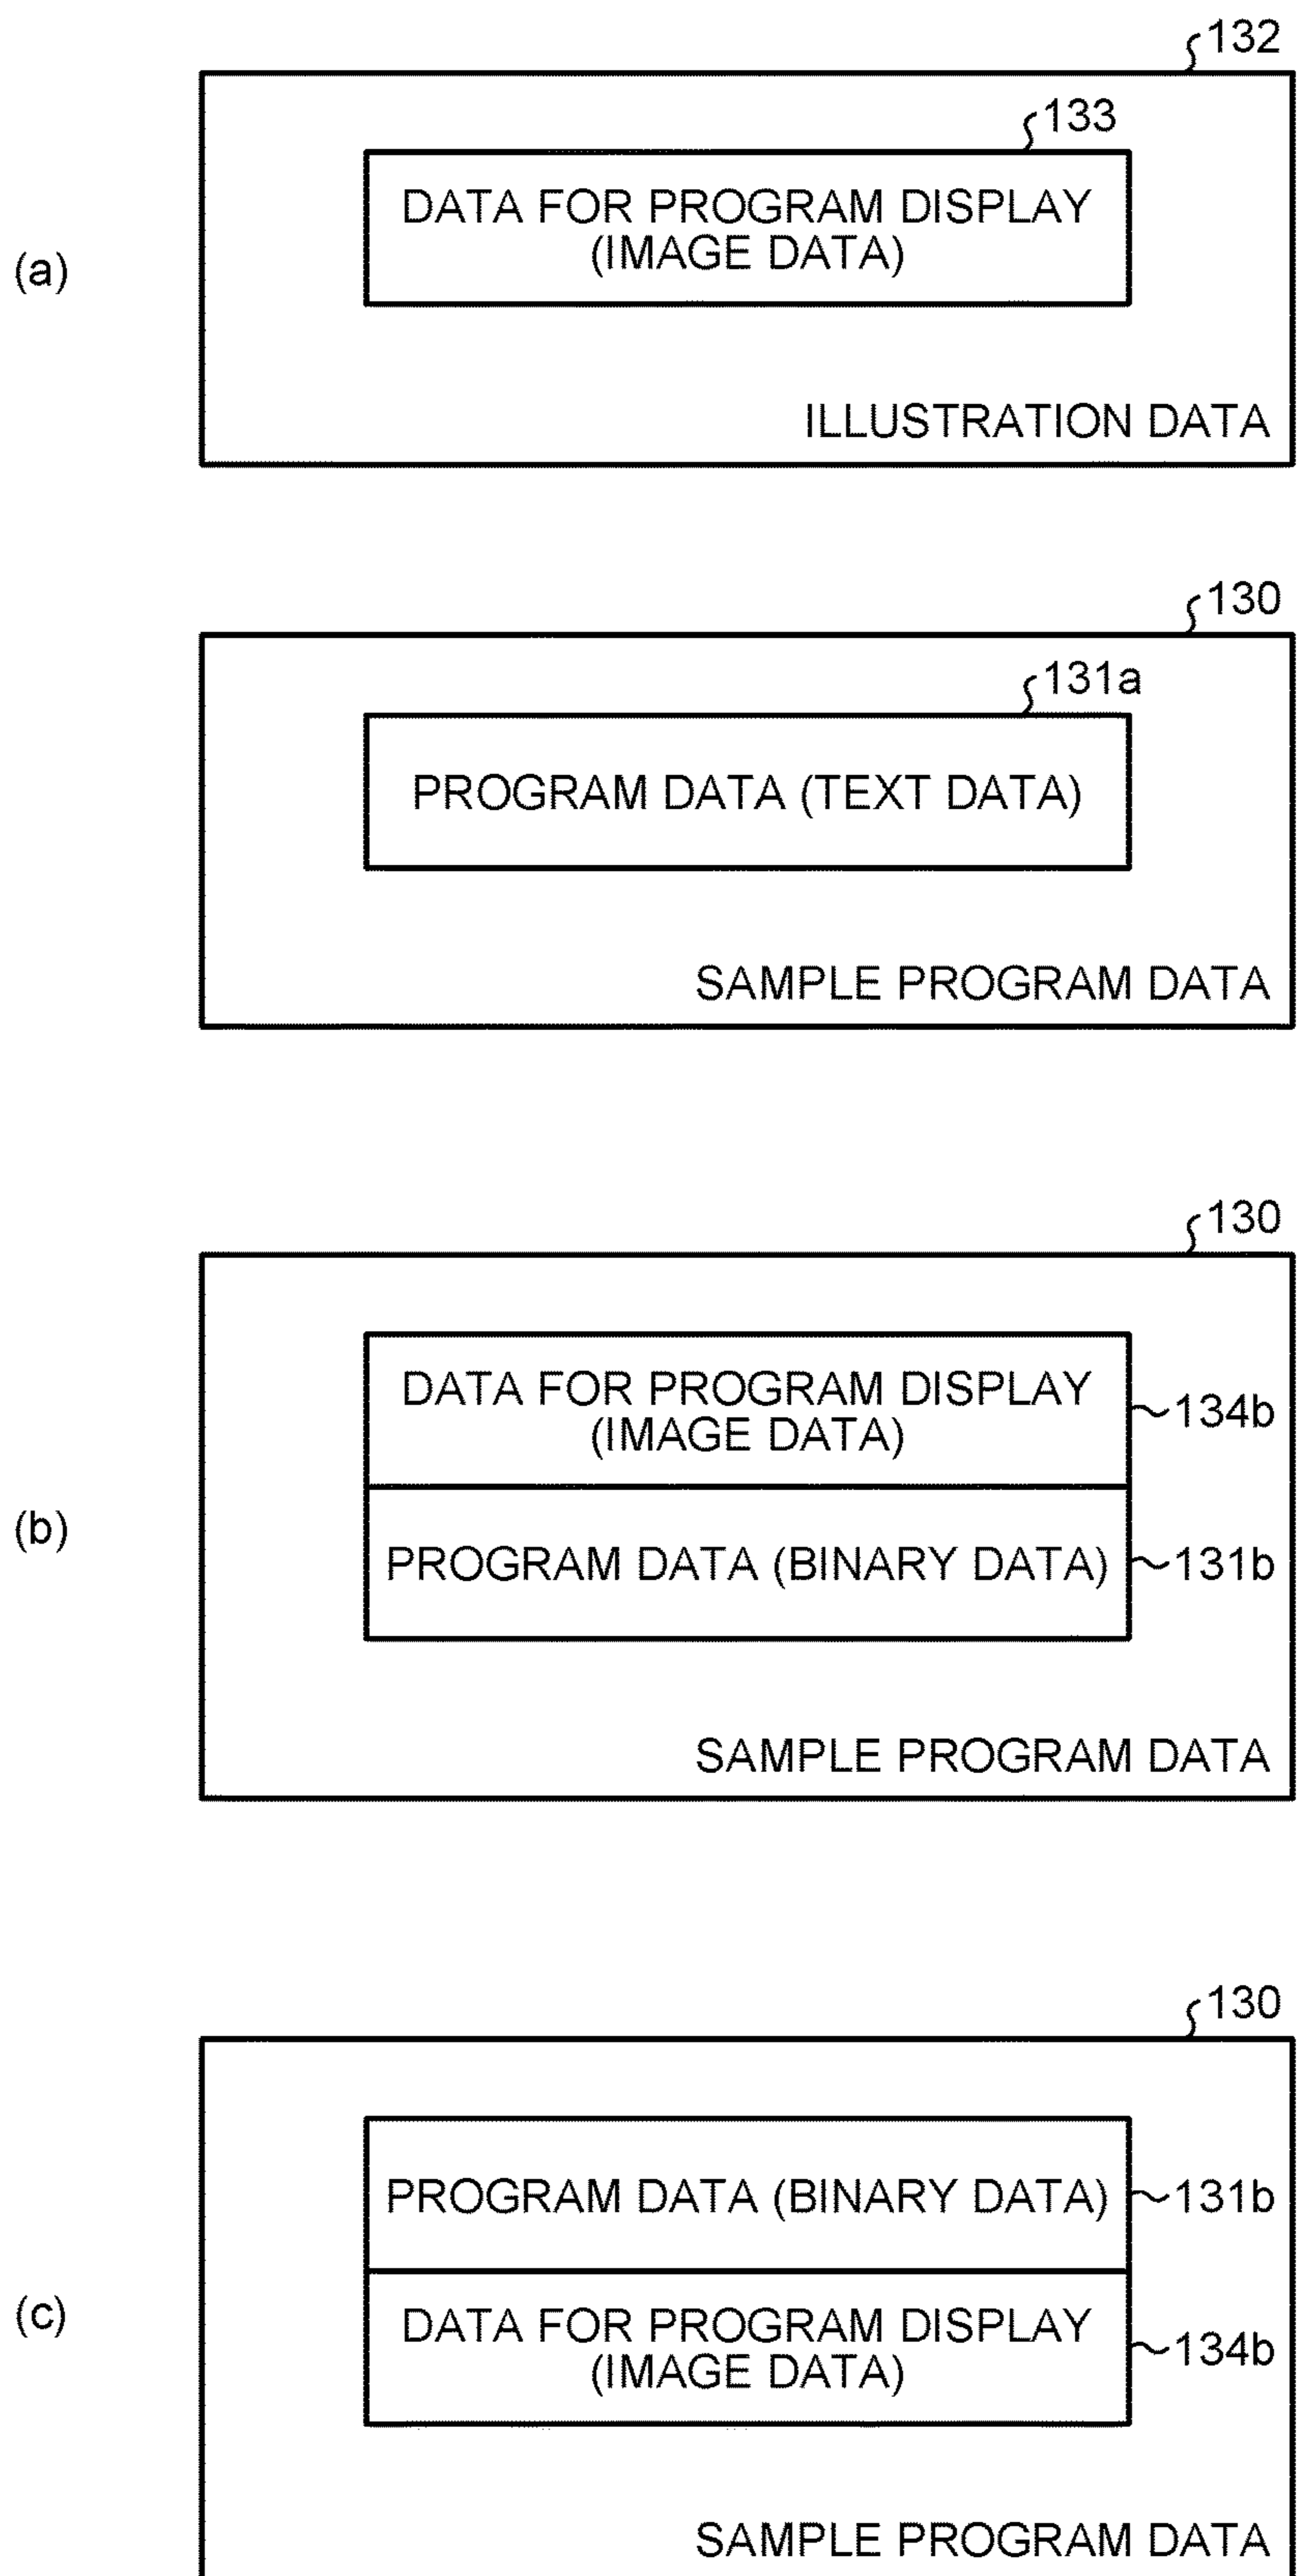 132
133
DATA FOR PROGRAM DISPLAY
(IMAGE DATA)
(a)
ILLUSTRATION DATA
130
131a
PROGRAM DATA (TEXT DATA)
SAMPLE PROGRAM DATA
130
DATA FOR PROGRAM DISPLAY
(IMAGE DATA)
134b
(b)
PROGRAM DATA (BINARY DATA)
131b
SAMPLE PROGRAM DATA
130
PROGRAM DATA (BINARY DATA)
131b
(c)
DATA FOR PROGRAM DISPLAY
(IMAGE DATA)
134b
SAMPLE PROGRAM DATA